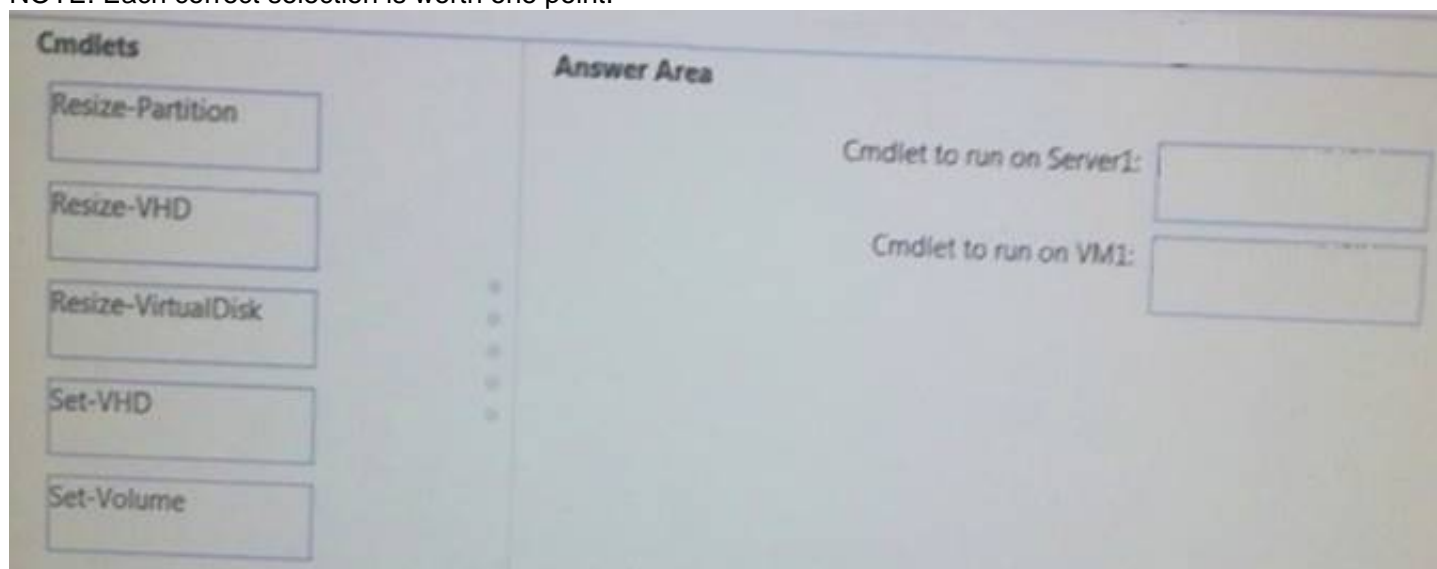 NOTE: Each correct selection is worth one point.
Cmdlets
Answer Area
Resize-Partition
Resize-VHD
Resize-VirtualDisk
Set-VHD
Set-Volume
Cmdlet to run on Server1:
Cmdlet to run on VM1: